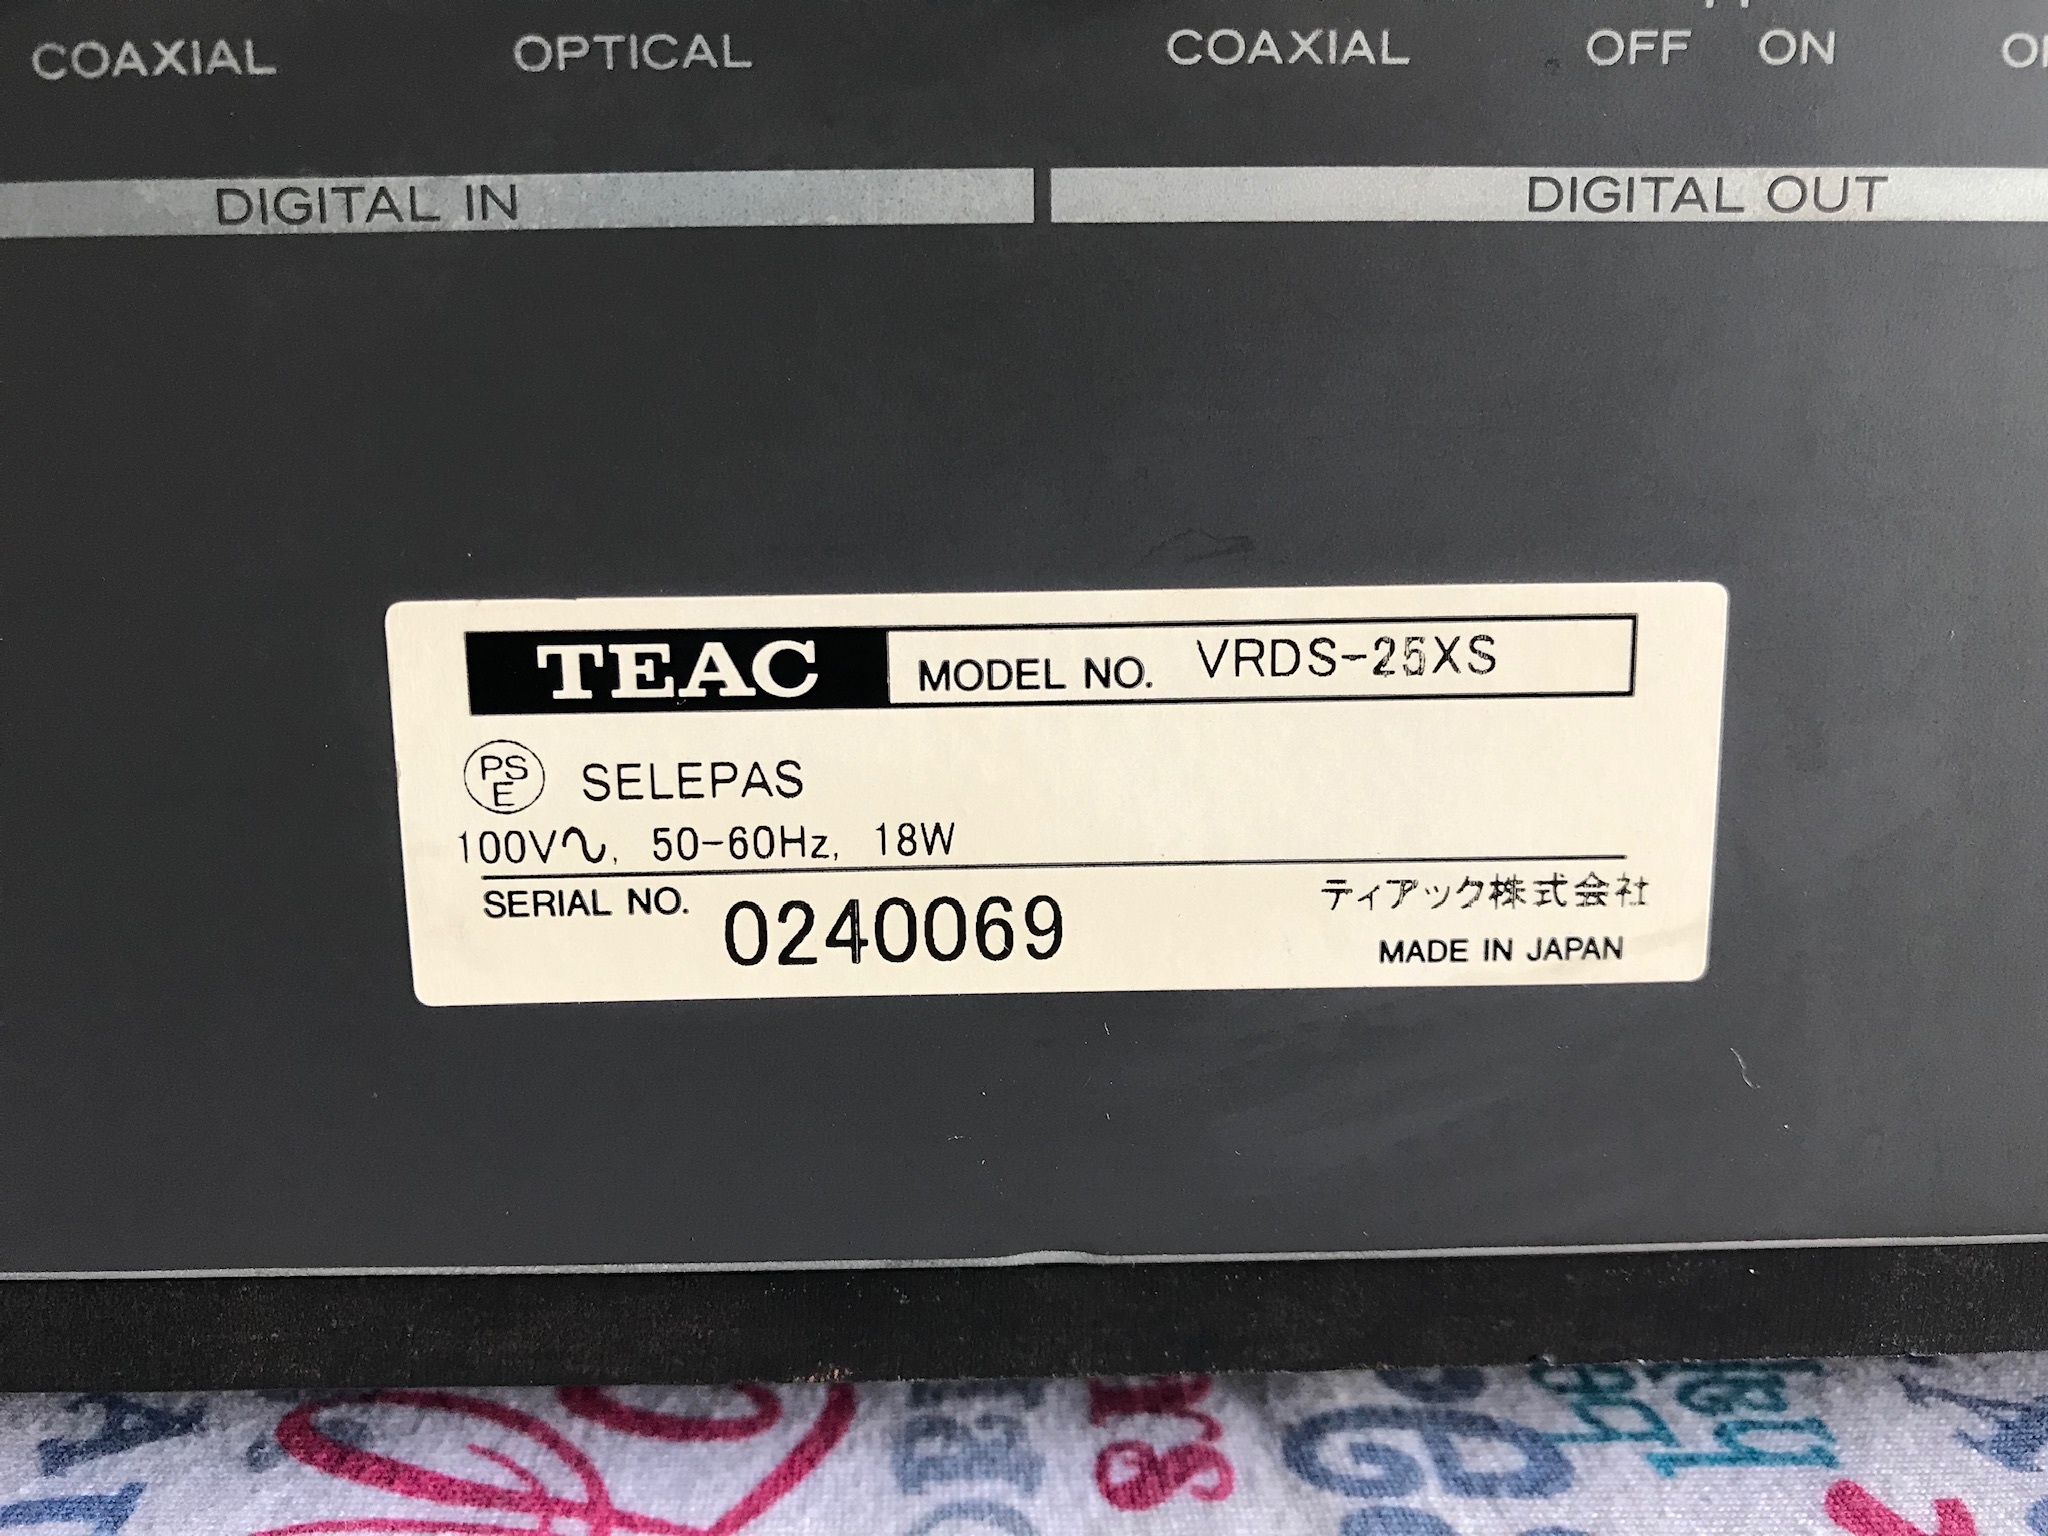 COAXIAL OPTICAL COAXIAL OFF ON
DIGITAL IN DIGITAL OUT
TEAC MODEL NO. VRDS-25XS
PSE SELEPAS
100V∿, 50-60Hz, 18W
SERIAL NO. 0240069 ティアック株式会社
MADE IN JAPAN